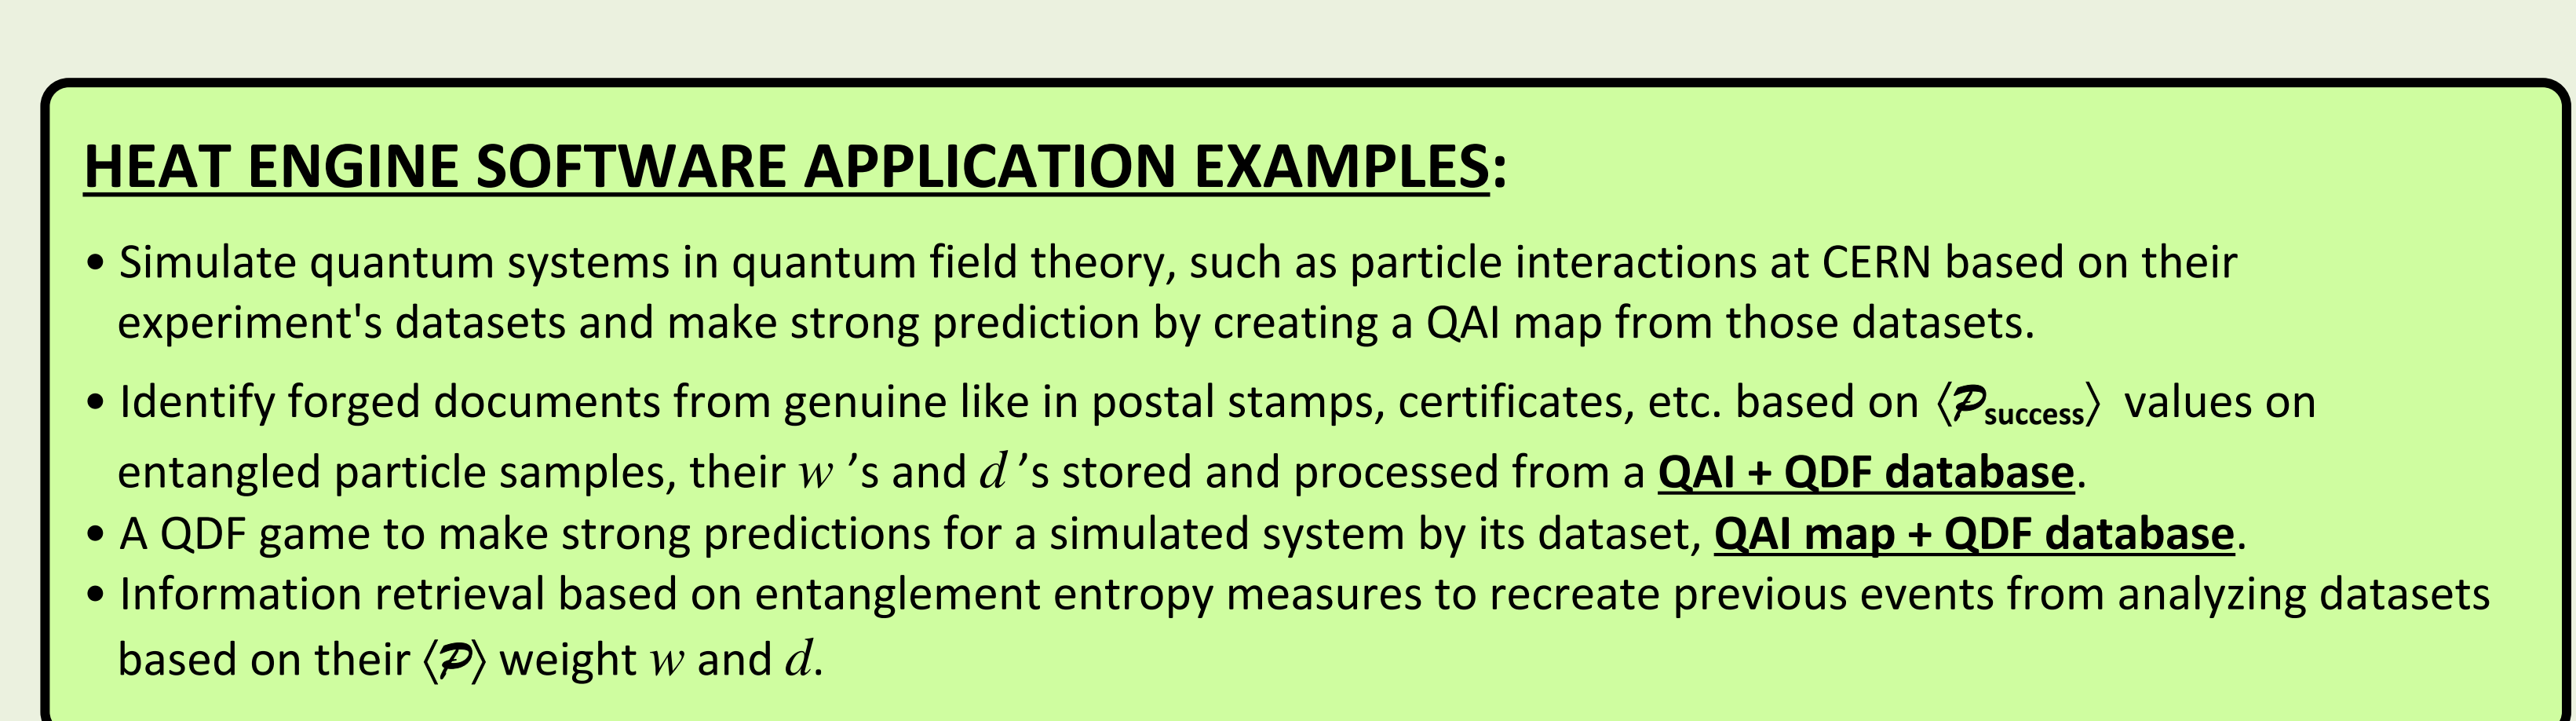 HEAT ENGINE SOFTWARE APPLICATION EXAMPLES:
• Simulate quantum systems in quantum field theory, such as particle interactions at CERN based on their
experiment's datasets and make strong prediction by creating a QAI map from those datasets.
• Identify forged documents from genuine like in postal stamps, certificates, etc. based on ⟨𝓟success⟩ values on
entangled particle samples, their w ’s and d ’s stored and processed from a QAI + QDF database.
• A QDF game to make strong predictions for a simulated system by its dataset, QAI map + QDF database.
• Information retrieval based on entanglement entropy measures to recreate previous events from analyzing datasets
based on their ⟨𝓟⟩ weight w and d.